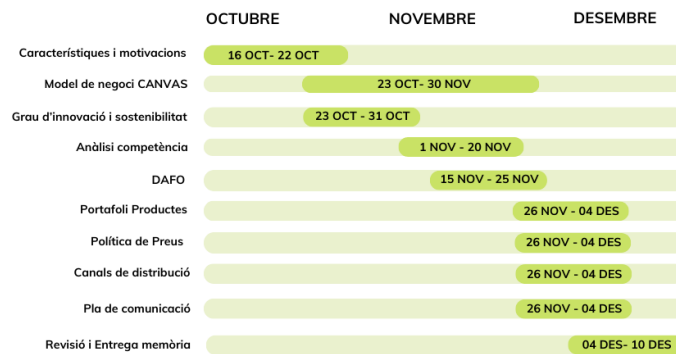 OCTUBRE NOVEMBRE DESEMBRE
Característiques i motivacions 16 OCT- 22 OCT
Model de negoci CANVAS 23 OCT- 30 NOV
Grau d'innovació i sostenibilitat 23 OCT - 31 OCT
Anàlisi competència 1 NOV - 20 NOV
DAFO 15 NOV - 25 NOV
Portafoli Productes 26 NOV - 04 DES
Política de Preus 26 NOV - 04 DES
Canals de distribució 26 NOV - 04 DES
Pla de comunicació 26 NOV - 04 DES
Revisió i Entrega memòria 04 DES- 10 DES